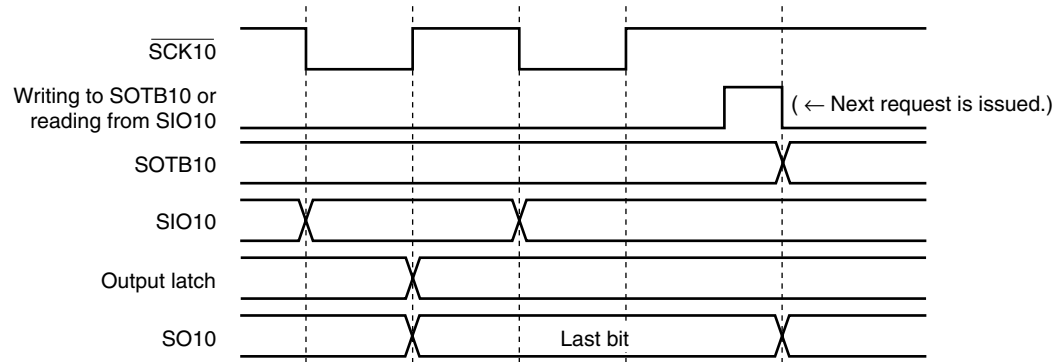 SCK10
Writing to SOTB10 or
reading from SIO10
( ← Next request is issued.)
SOTB10
SIO10
Output latch
SO10
Last bit